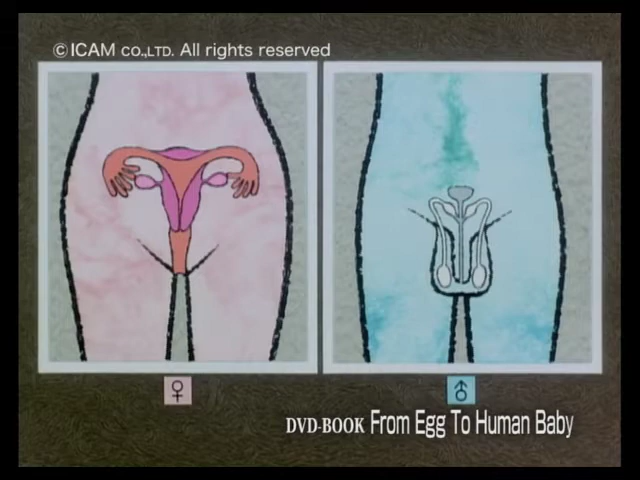 ©ICAM CO.,LTD. All rights reserved
♀
♂
DVD-BOOK From Egg To Human Baby